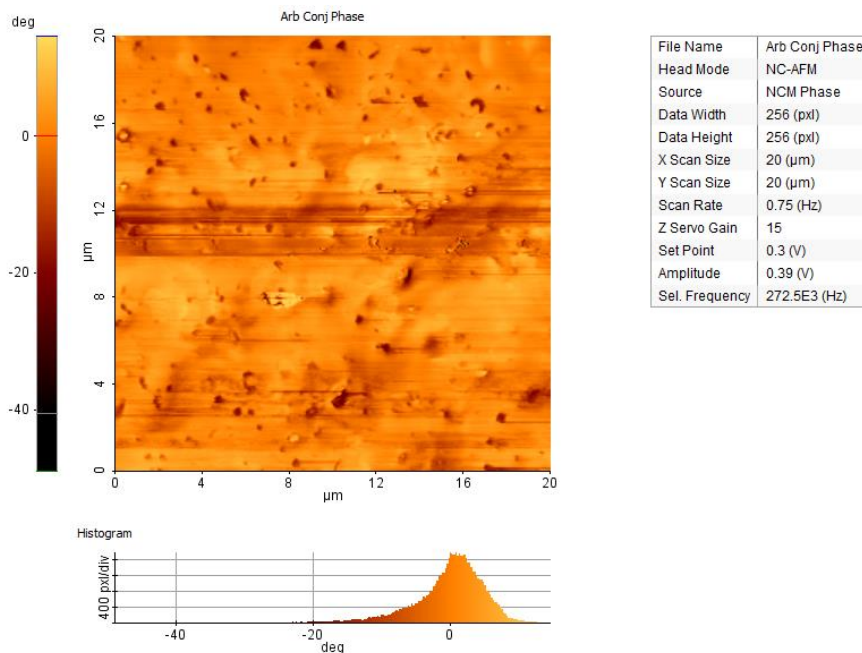 Arb Conj Phase
deg
0
-20
-40
20
16
12
8
4
0
µm
0 4 8 12 16 20
µm
File Name Arb Conj Phase
Head Mode NC-AFM
Source NCM Phase
Data Width 256 (pxl)
Data Height 256 (pxl)
X Scan Size 20 (µm)
Y Scan Size 20 (µm)
Scan Rate 0.75 (Hz)
Z Servo Gain 15
Set Point 0.3 (V)
Amplitude 0.39 (V)
Sel. Frequency 272.5E3 (Hz)
Histogram
400 pxl/div
-40 -20 0
deg